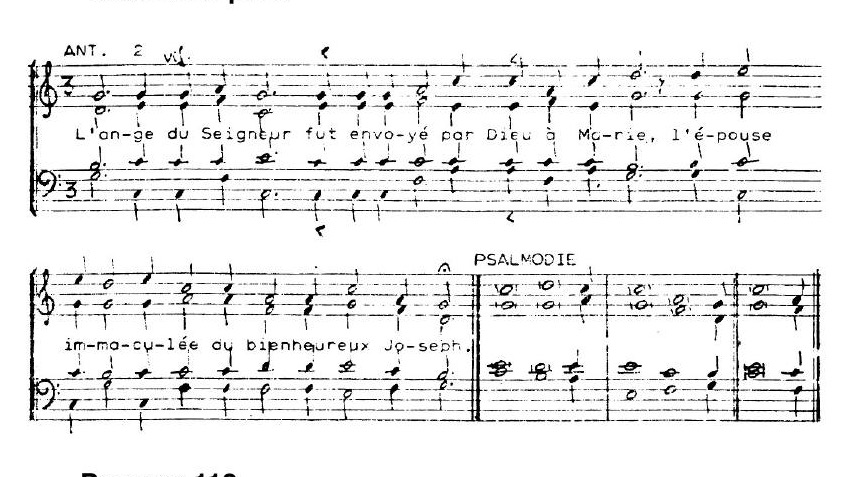 ANT. 2 vif.
L'an-ge du Seigneur fut envo-yé par Dieu à Ma-rie, l'é-pouse
PSALMODIE
im-ma-cu-lée du bienheureux Jo-seph.